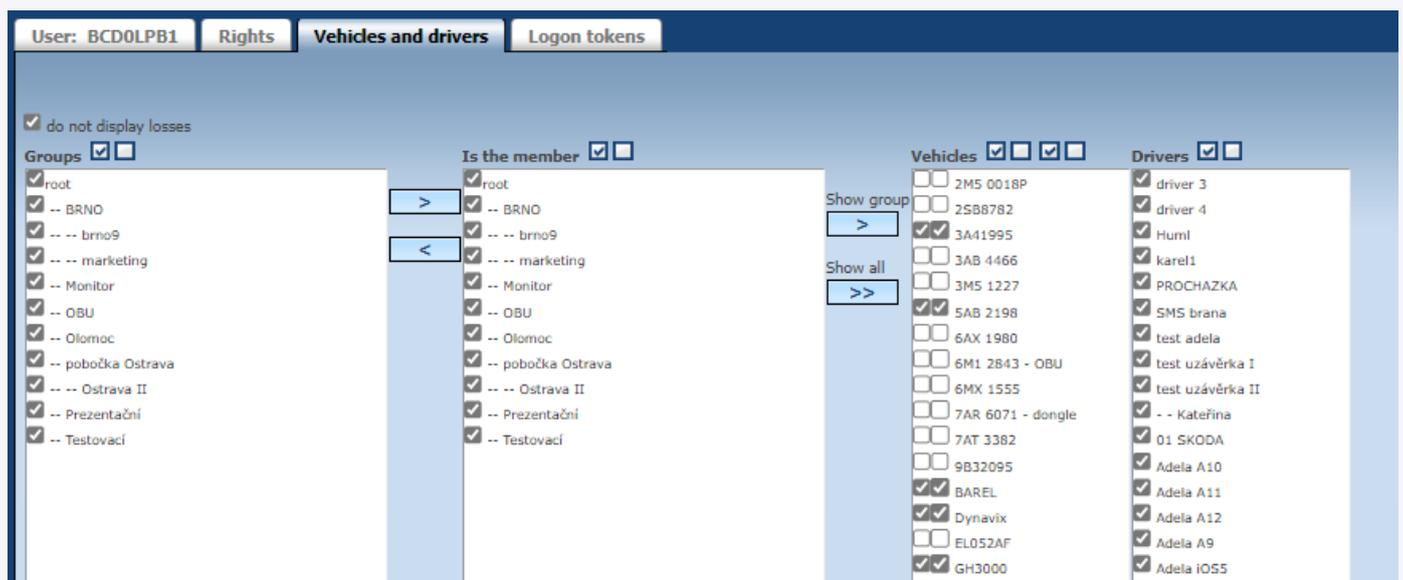 User: BCD0LPB1
Rights
Vehicles and drivers
Logon tokens
do not display losses
Groups
root
-- BRNO
-- -- brno9
-- -- marketing
-- Monitor
-- OBU
-- Olomoc
-- pobočka Ostrava
-- -- Ostrava II
-- Prezentační
-- Testovací
>
<
Is the member
root
-- BRNO
-- -- brno9
-- -- marketing
-- Monitor
-- OBU
-- Olomoc
-- pobočka Ostrava
-- -- Ostrava II
-- Prezentační
-- Testovací
Show group
>
Show all
>>
Vehicles
2M5 0018P
2SB8782
3A41995
3AB 4466
3M5 1227
5AB 2198
6AX 1980
6M1 2843 - OBU
6MX 1555
7AR 6071 - dongle
7AT 3382
9B32095
BAREL
Dynavix
EL052AF
GH3000
Drivers
driver 3
driver 4
Huml
karel1
PROCHAZKA
SMS brana
test adela
test uzávěrka I
test uzávěrka II
- - Kateřina
01 SKODA
Adela A10
Adela A11
Adela A12
Adela A9
Adela iOS5